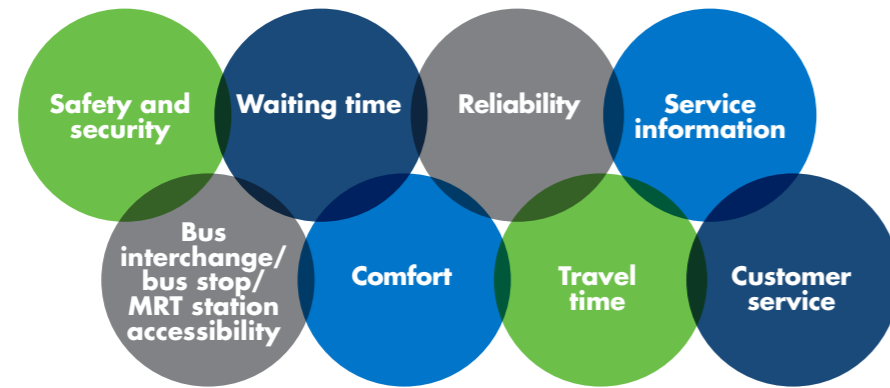 Safety and
security
Waiting time
Reliability
Service
information
Bus
interchange/
bus stop/
MRT station
accessibility
Comfort
Travel
time
Customer
service